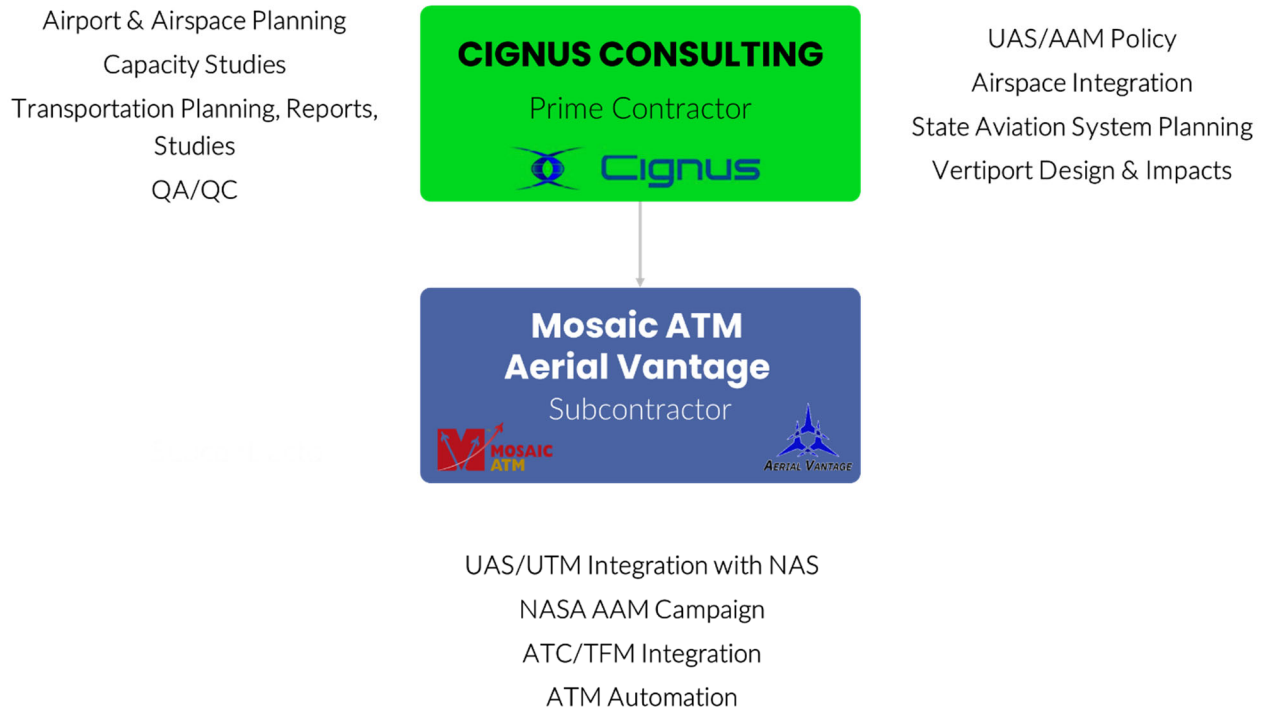 Airport & Airspace Planning
Capacity Studies
Transportation Planning, Reports,
Studies
QA/QC
CIGNUS CONSULTING
Prime Contractor
Cignus
UAS/AAM Policy
Airspace Integration
State Aviation System Planning
Vertiport Design & Impacts
Mosaic ATM
Aerial Vantage
Subcontractor
M
MOSAIC
ATM
AERIAL VANTAGE
UAS/UTM Integration with NAS
NASA AAM Campaign
ATC/TFM Integration
ATM Automation